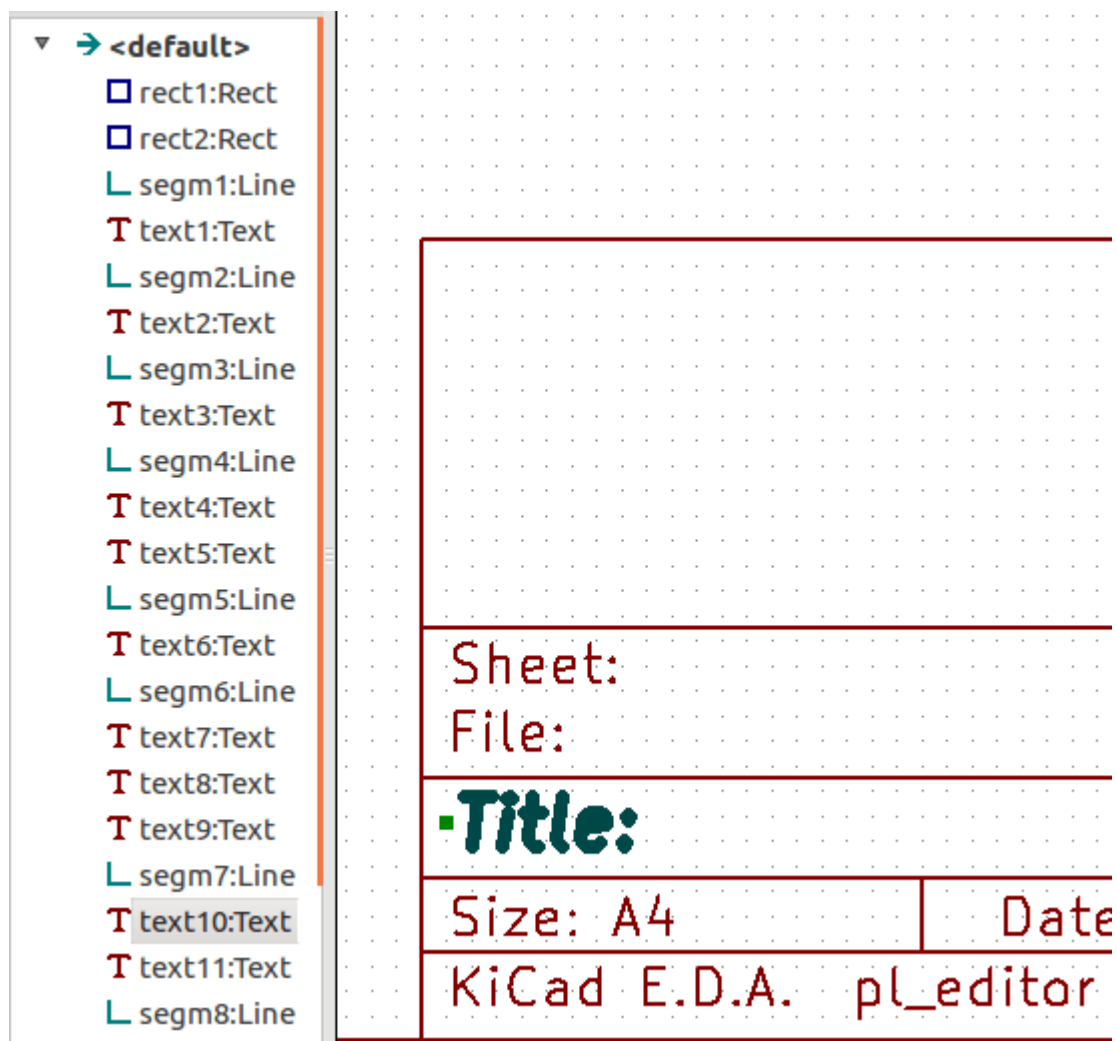 <default>
rect1:Rect
rect2:Rect
segm1:Line
text1:Text
segm2:Line
text2:Text
segm3:Line
text3:Text
segm4:Line
text4:Text
text5:Text
segm5:Line
text6:Text
segm6:Line
text7:Text
text8:Text
text9:Text
segm7:Line
text10:Text
text11:Text
segm8:Line
Sheet:
File:
Title:
Size: A4 Date
KiCad E.D.A. pl_editor